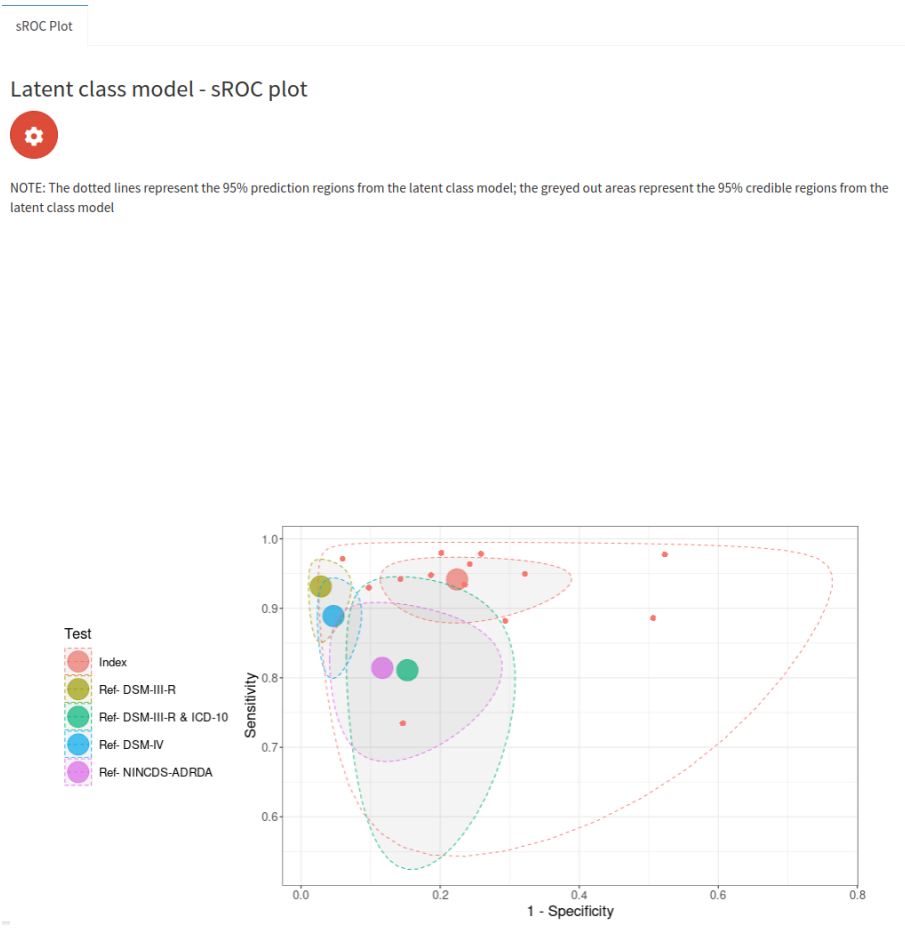 sROC Plot
Latent class model - sROC plot
NOTE: The dotted lines represent the 95% prediction regions from the latent class model; the greyed out areas represent the 95% credible regions from the
latent class model
Test
Index
Ref- DSM-III-R
Ref- DSM-III-R & ICD-10
Ref- DSM-IV
Ref- NINCDS-ADRDA
Sensitivity
1.0
0.9
0.8
0.7
0.6
0.0 0.2 0.4 0.6 0.8
1 - Specificity